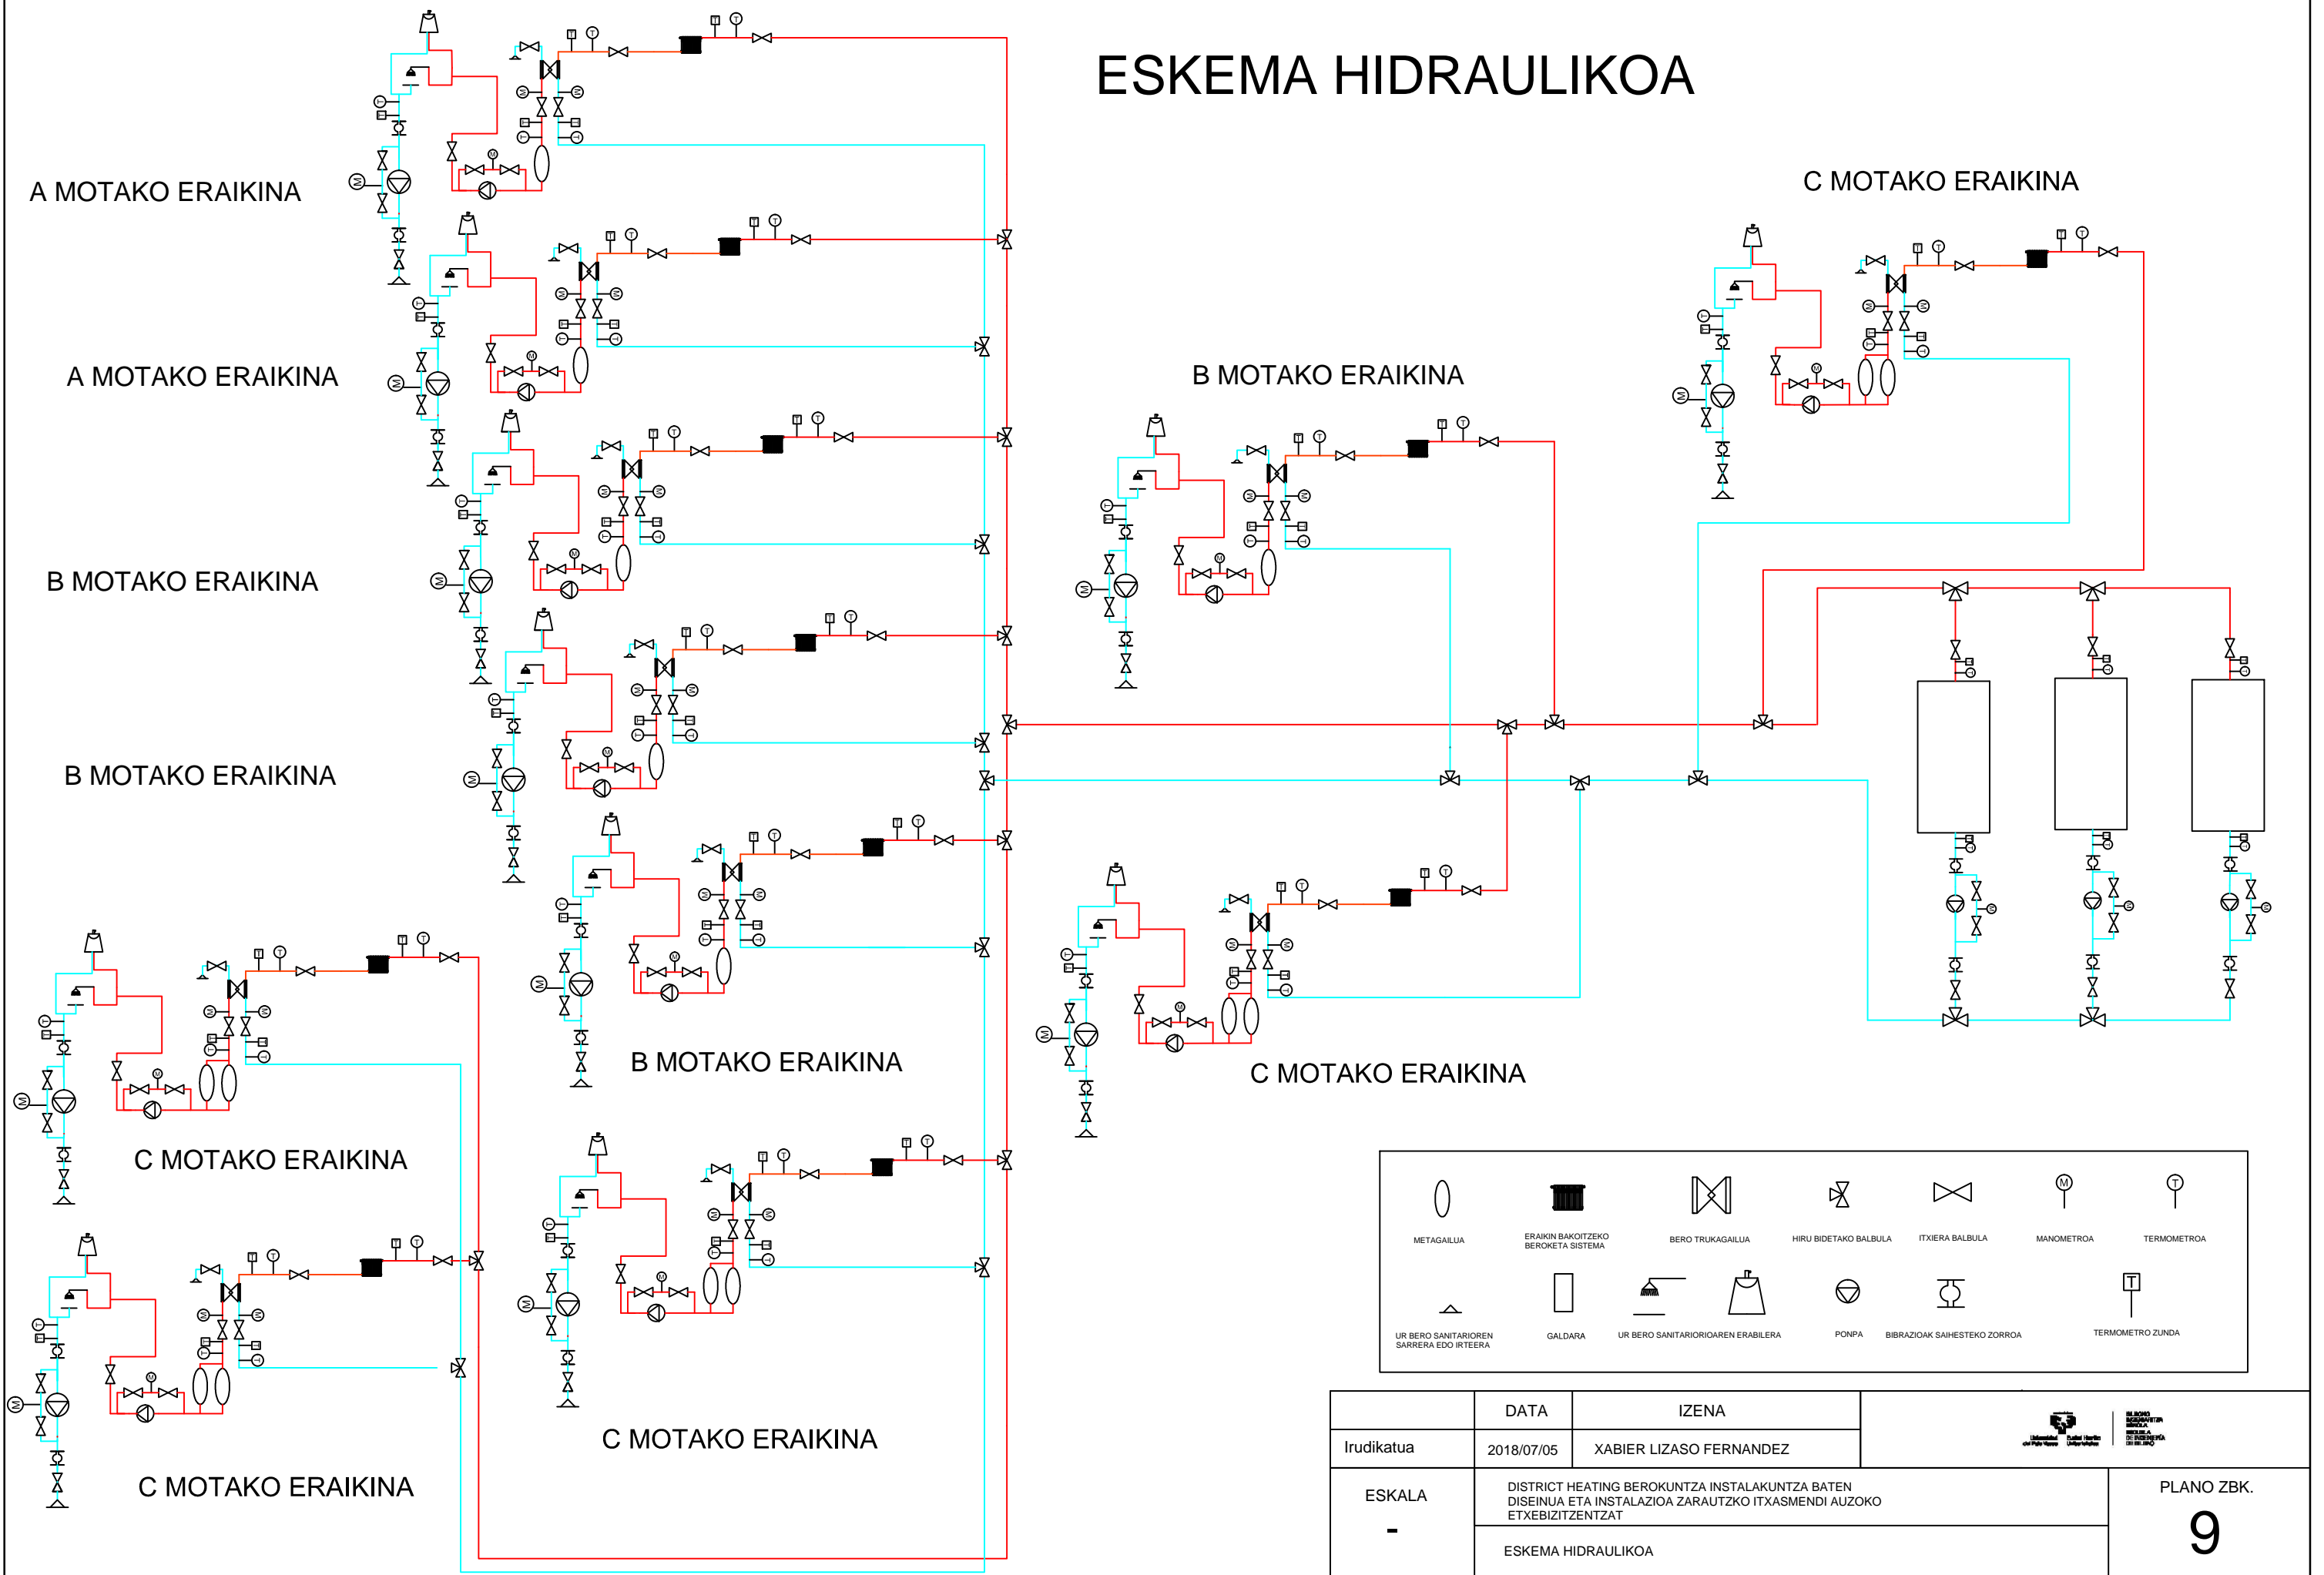 ESKEMA HIDRAULIKOA
A MOTAKO ERAIKINA
C MOTAKO ERAIKINA
A MOTAKO ERAIKINA
B MOTAKO ERAIKINA
B MOTAKO ERAIKINA
B MOTAKO ERAIKINA
B MOTAKO ERAIKINA
C MOTAKO ERAIKINA
C MOTAKO ERAIKINA
C MOTAKO ERAIKINA
C MOTAKO ERAIKINA
METAGAILUA
ERAIKIN BAKOITZEKO
BEROKETA SISTEMA
BERO TRUKAGAILUA
HIRU BIDETAKO BALBULA
ITXIERA BALBULA
M
MANOMETROA
T
TERMOMETROA
UR BERO SANITARIOREN
SARRERA EDO IRTEERA
GALDARA
UR BERO SANITARIORIOAREN ERABILERA
PONPA
BIBRAZIOAK SAIHESTEKO ZORROA
T
TERMOMETRO ZUNDA
DATA
IZENA
Irudikatua
2018/07/05
XABIER LIZASO FERNANDEZ
ESKALA
-
DISTRICT HEATING BEROKUNTZA INSTALAKUNTZA BATEN
DISEINUA ETA INSTALAZIOA ZARAUTZKO ITXASMENDI AUZOKO
ETXEBIZITZENTZAT
ESKEMA HIDRAULIKOA
PLANO ZBK.
9